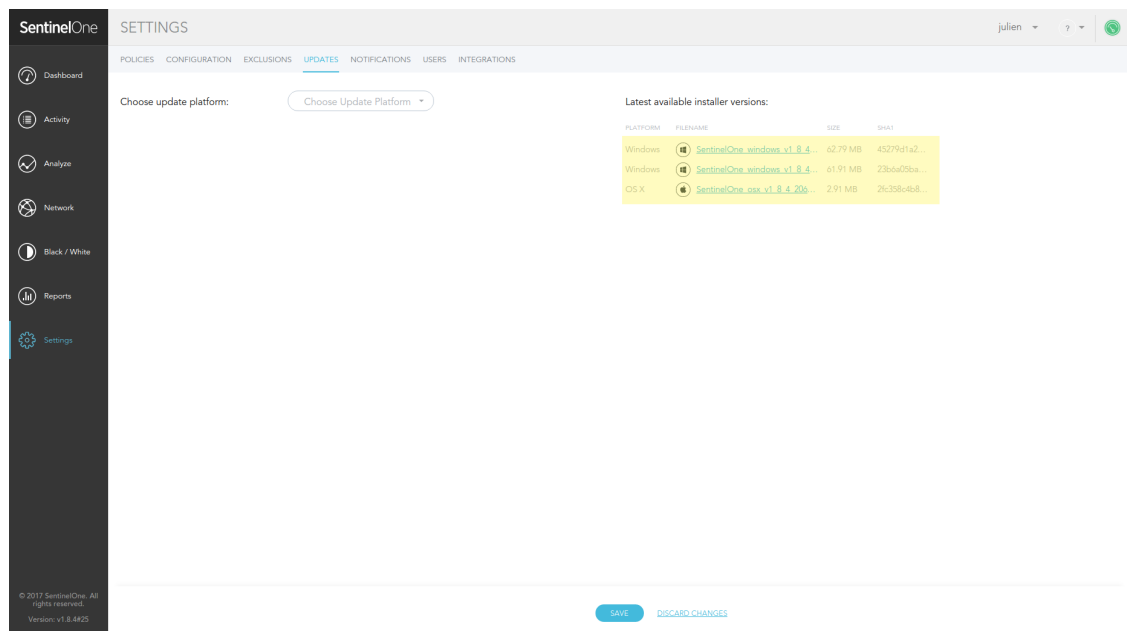 SentinelOne
SETTINGS
julien
?
POLICIES CONFIGURATION EXCLUSIONS UPDATES NOTIFICATIONS USERS INTEGRATIONS
Dashboard
Activity
Analyze
Network
Black / White
Reports
Settings
Choose update platform:
Choose Update Platform
Latest available installer versions:
PLATFORM FILENAME SIZE SHA1
Windows SentinelOne_windows_v1_8_4... 62.79 MB 45279d1a2...
Windows SentinelOne_windows_v1_8_4... 61.91 MB 23b6a05ba...
OS X SentinelOne_osx_v1_8_4_206... 2.91 MB 2fc358c4b8...
© 2017 SentinelOne. All
rights reserved.
Version: v1.8.4#25
SAVE DISCARD CHANGES